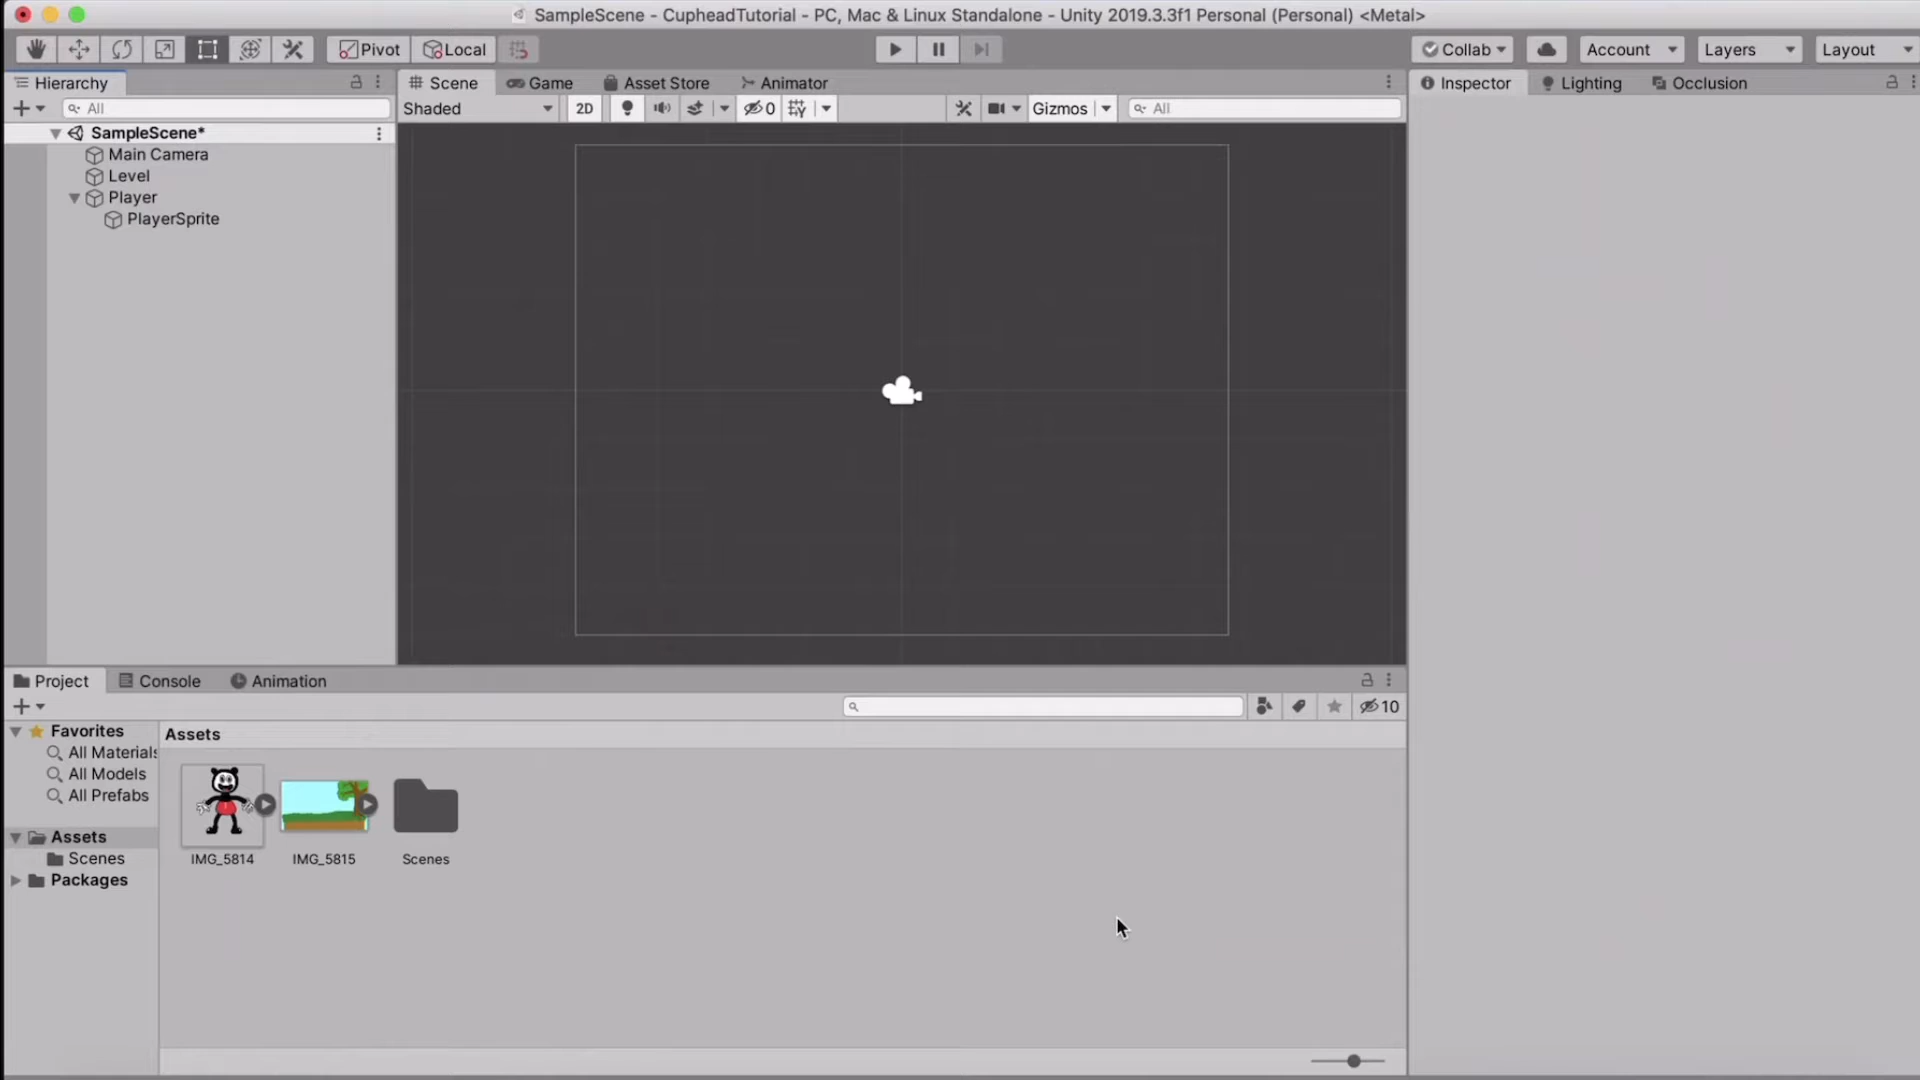 SampleScene - CupheadTutorial - PC, Mac & Linux Standalone - Unity 2019.3.3f1 Personal (Personal) <Metal>
Pivot Local Collab Account Layers Layout
Hierarchy
All
SampleScene*
Main Camera
Level
Player
PlayerSprite
Scene Game Asset Store Animator
Shaded 2D 0 Gizmos All
Inspector Lighting Occlusion
Project Console Animation
10
Favorites
All Materials
All Models
All Prefabs
Assets
Scenes
Packages
Assets
IMG_5814 IMG_5815 Scenes